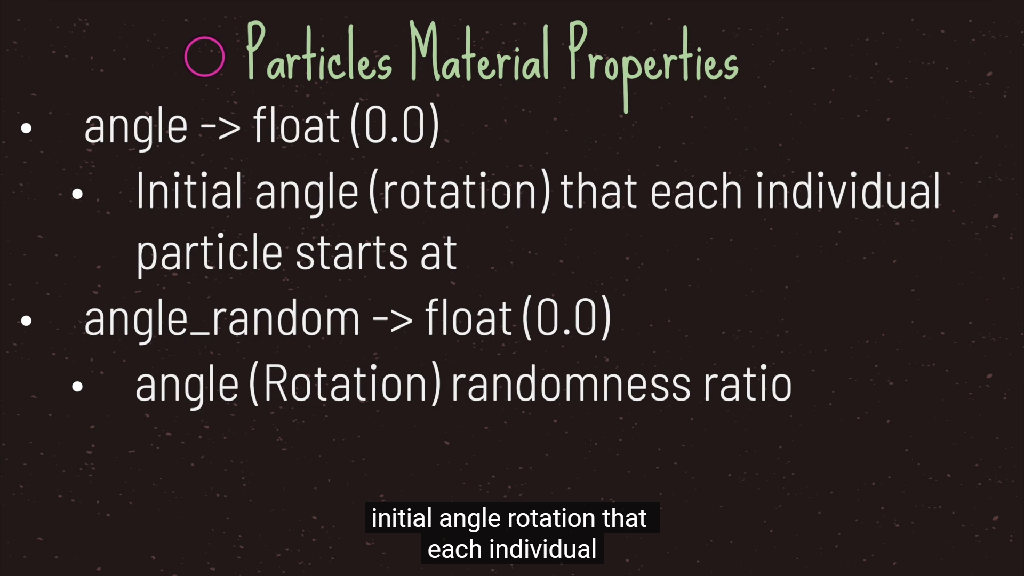 Particles Material Properties
• angle -> float (0.0)
• Initial angle (rotation) that each individual
particle starts at
• angle_random -> float (0.0)
• angle (Rotation) randomness ratio
initial angle rotation that
each individual